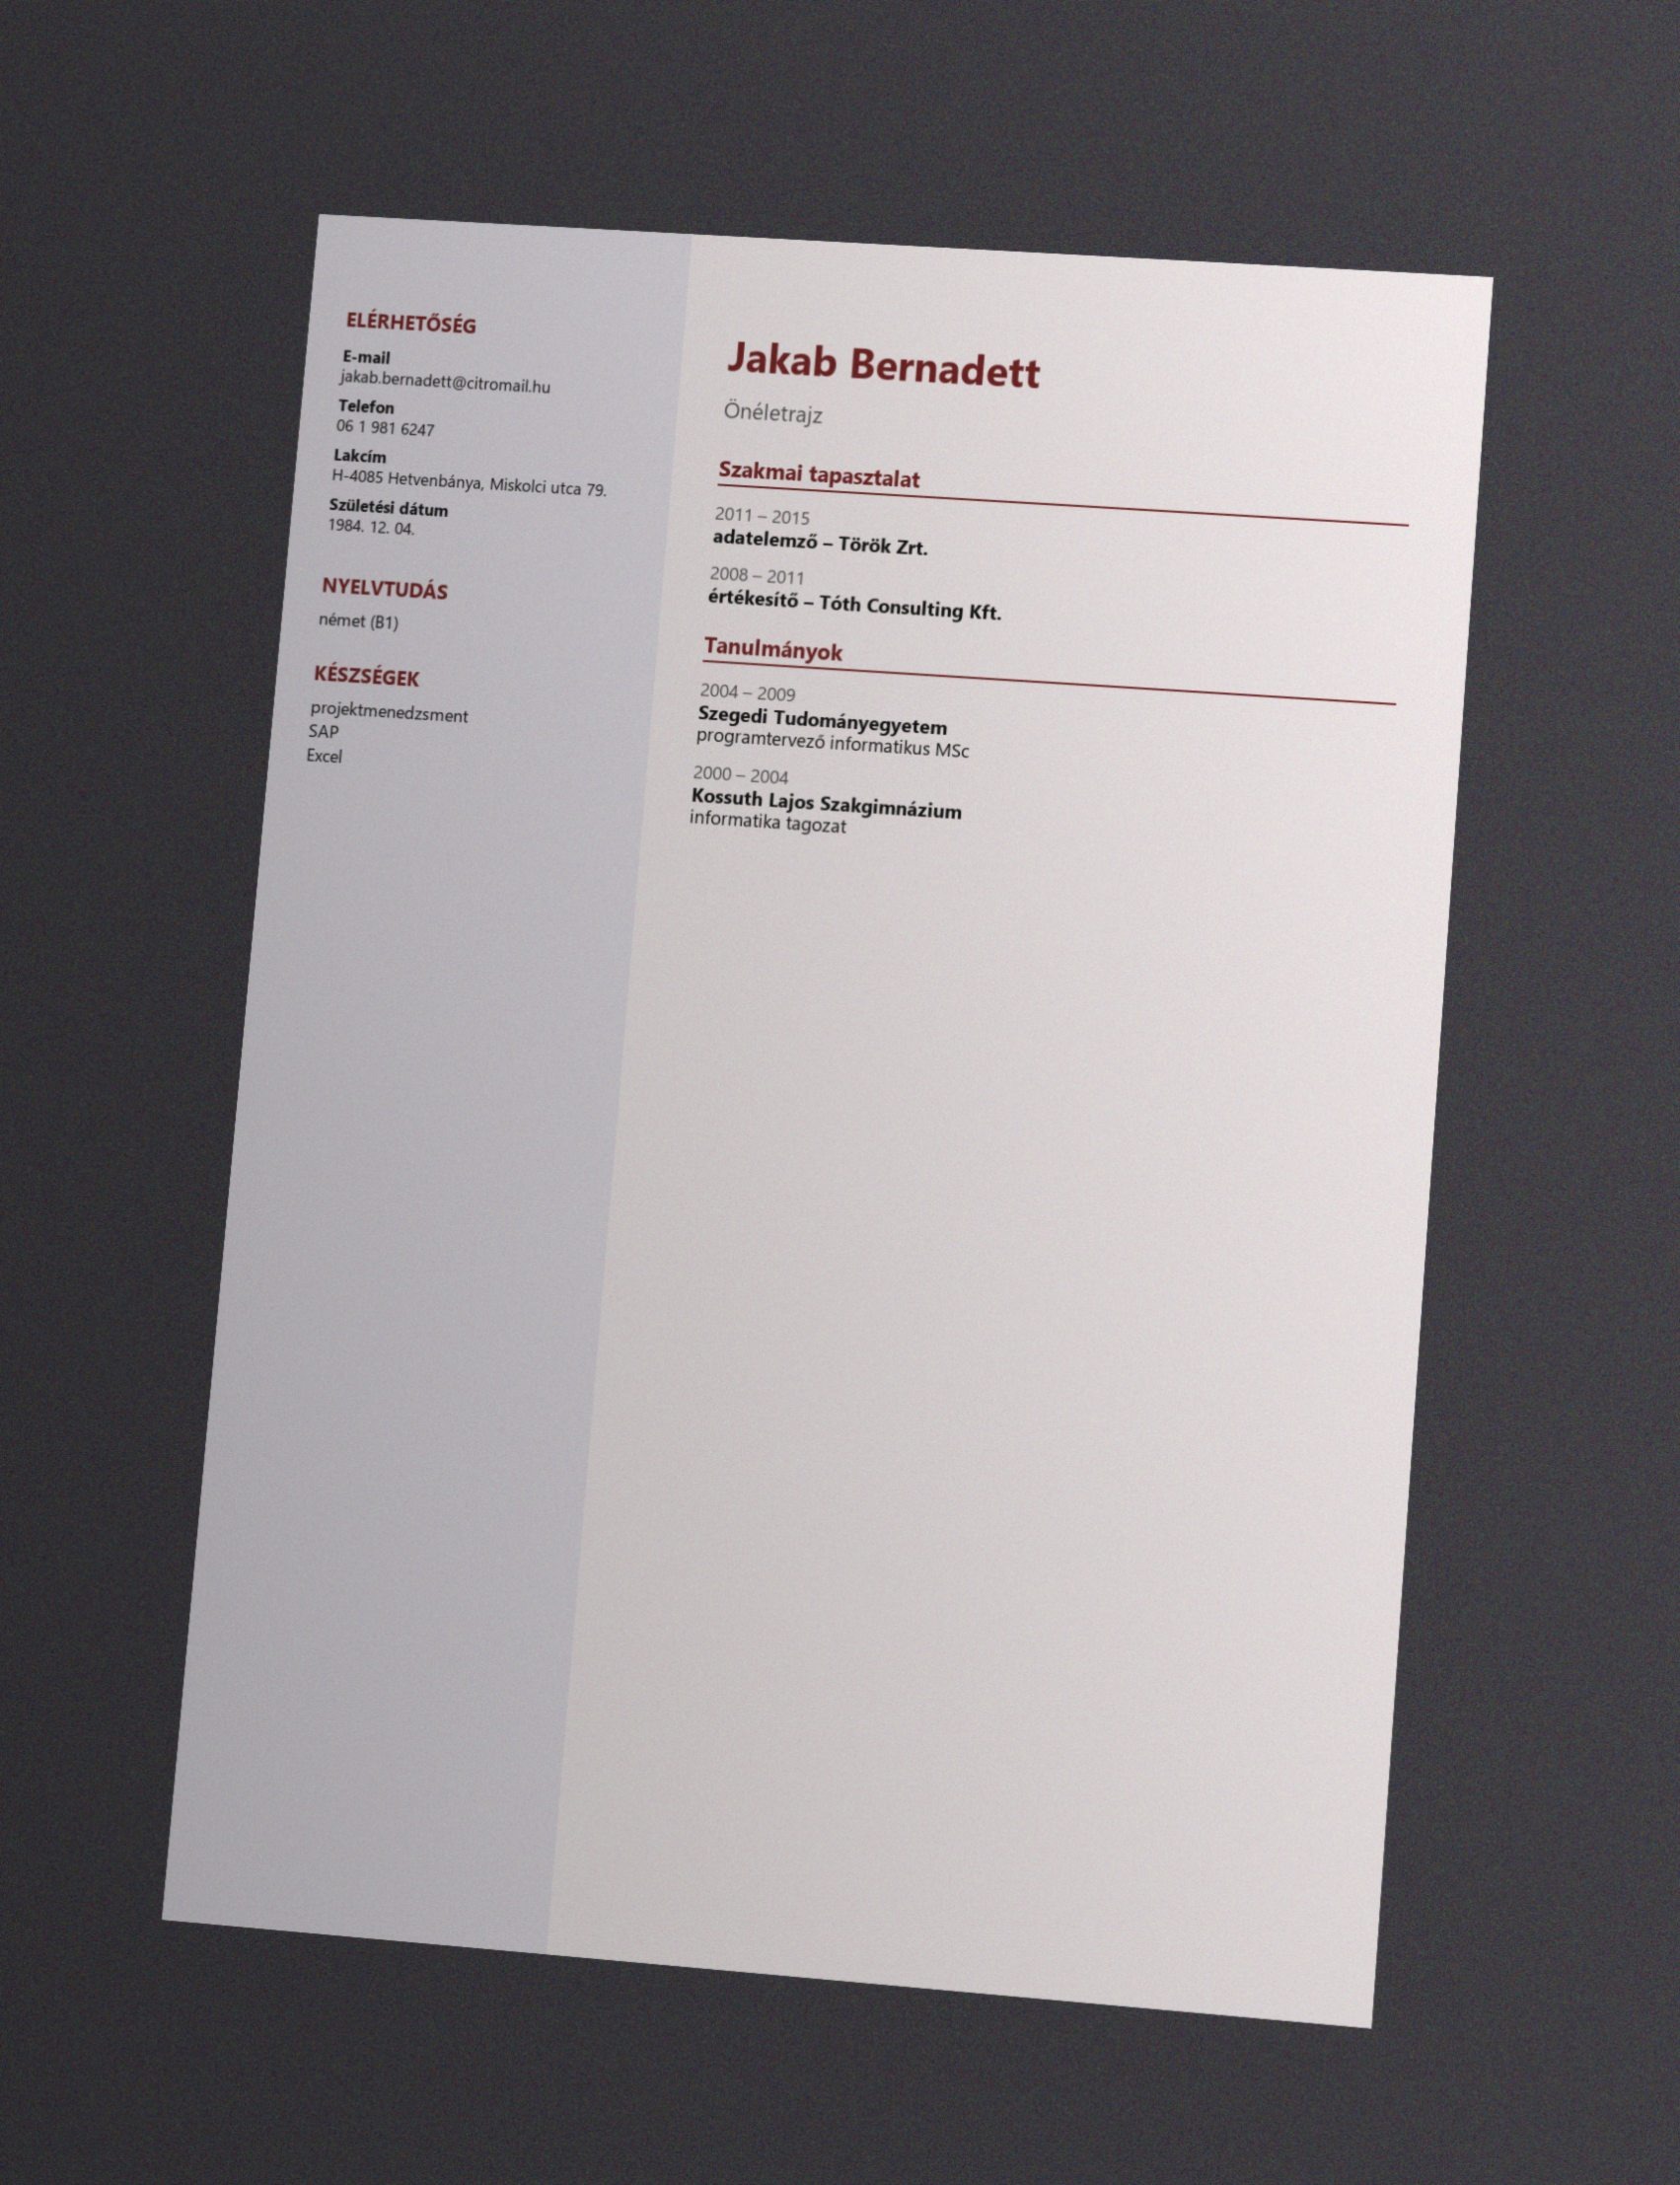 ELÉRHETŐSÉG
E-mail
jakab.bernadett@citromail.hu
Telefon
06 1 981 6247
Lakcím
H-4085 Hetvenbánya, Miskolci utca 79.
Születési dátum
1984. 12. 04.
NYELVTUDÁS
német (B1)
KÉSZSÉGEK
projektmenedzsment
SAP
Excel
Jakab Bernadett
Önéletrajz
Szakmai tapasztalat
2011 – 2015
adatelemző – Török Zrt.
2008 – 2011
értékesítő – Tóth Consulting Kft.
Tanulmányok
2004 – 2009
Szegedi Tudományegyetem
programtervező informatikus MSc
2000 – 2004
Kossuth Lajos Szakgimnázium
informatika tagozat